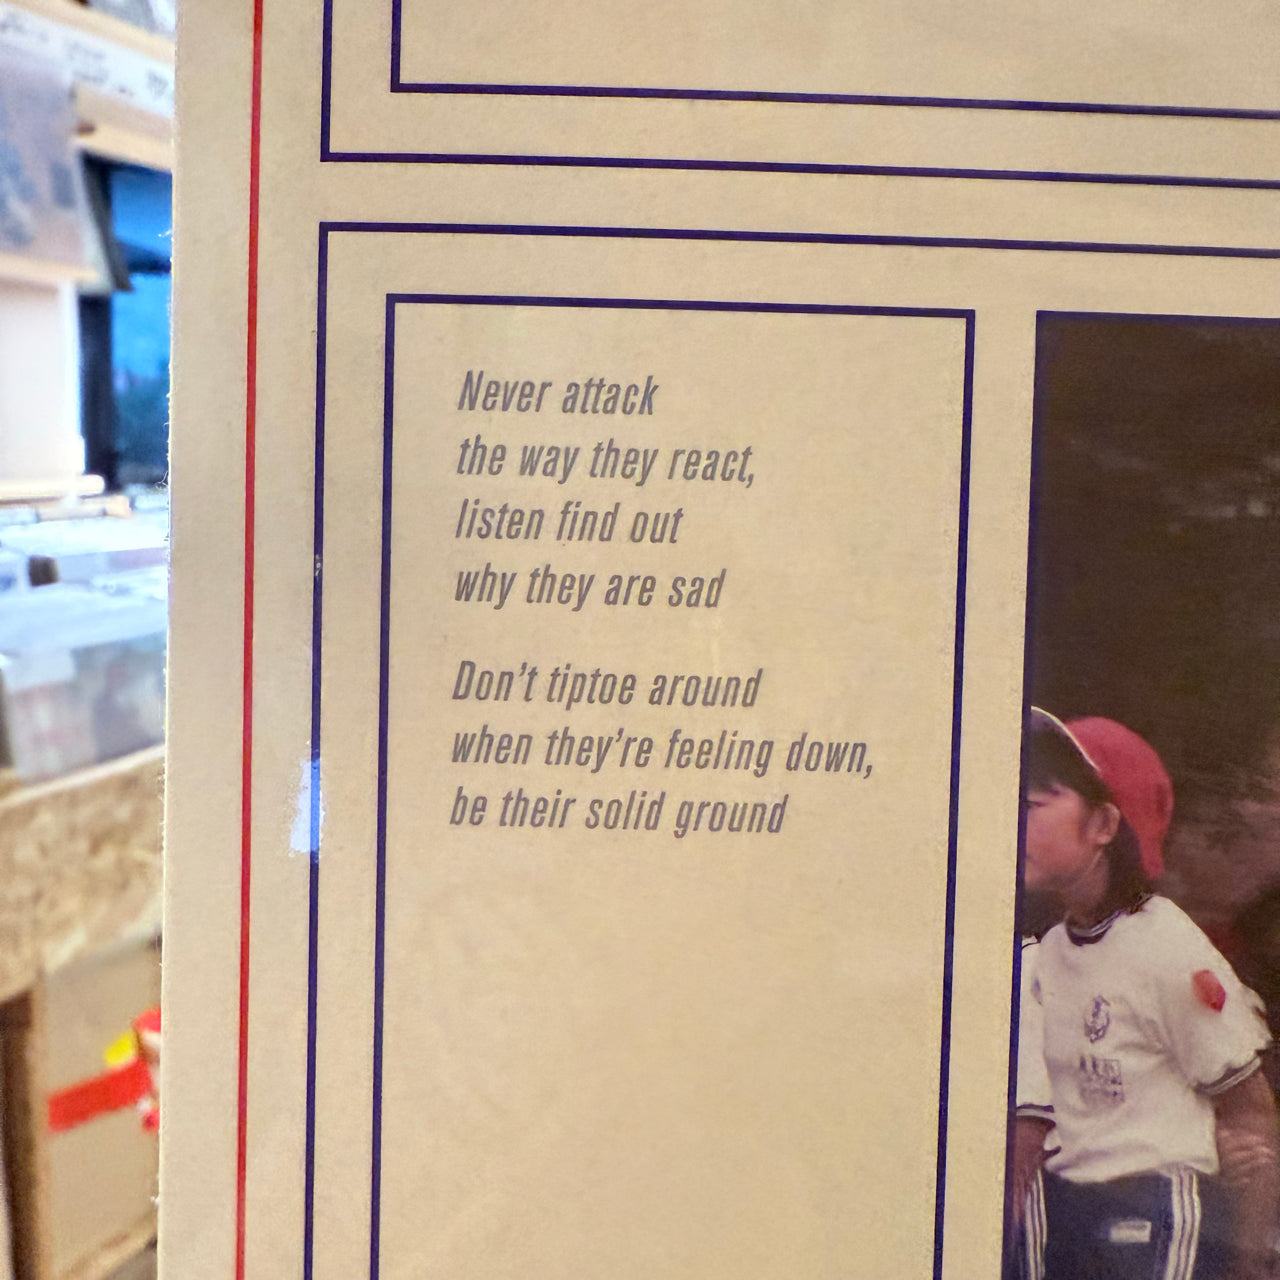 Never attack
the way they react,
listen find out
why they are sad
Don't tiptoe around
when they're feeling down,
be their solid ground